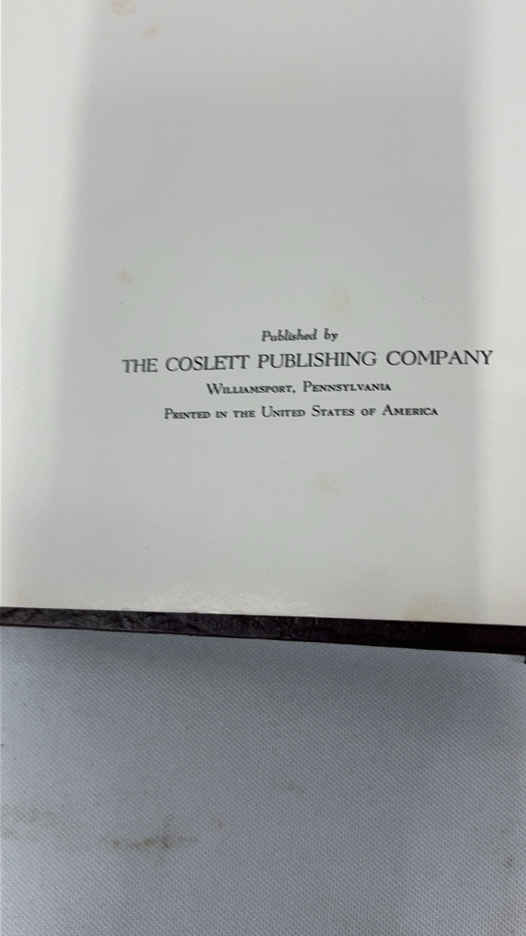 Published by
THE COSLETT PUBLISHING COMPANY
Williamsport, Pennsylvania
Printed in the United States of America